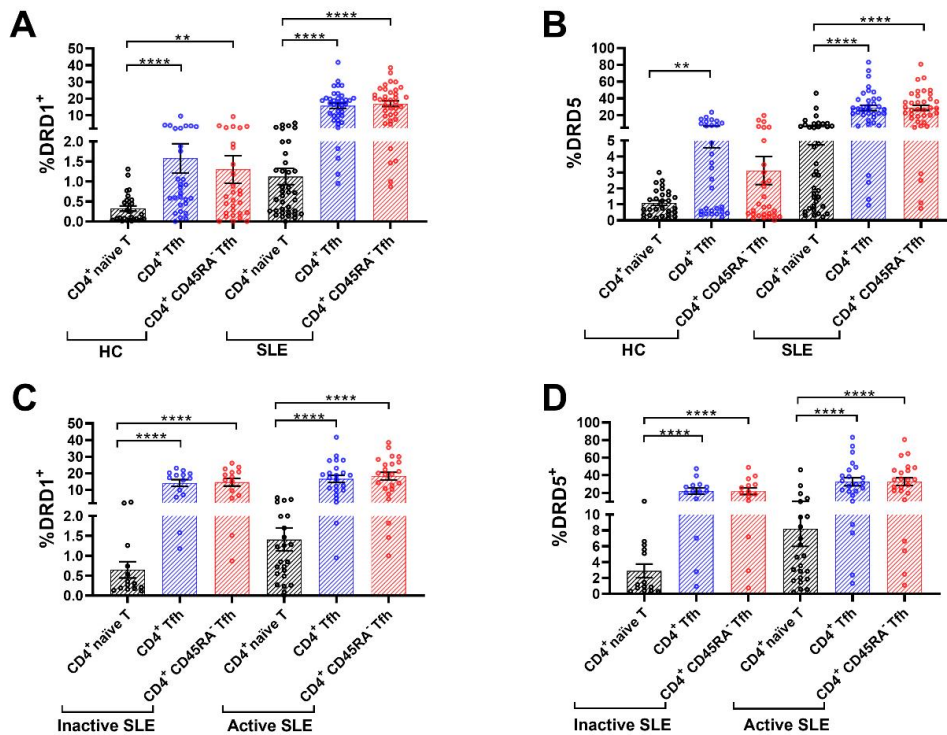 A
%DRD1⁺
50
40
30
20
10
2.0
1.5
1.0
0.5
0.0
**
****
****
****
CD4⁺ naïve T
CD4⁺ Tfh
CD4⁺ CD45RA⁻ Tfh
CD4⁺ naïve T
CD4⁺ Tfh
CD4⁺ CD45RA⁻ Tfh
HC
SLE
B
%DRD5
100
80
60
40
20
5
4
3
2
1
0
**
****
****
CD4⁺ naïve T
CD4⁺ Tfh
CD4⁺ CD45RA⁻ Tfh
CD4⁺ naïve T
CD4⁺ Tfh
CD4⁺ CD45RA⁻ Tfh
HC
SLE
C
%DRD1⁺
50
40
30
20
10
2.0
1.5
1.0
0.5
0.0
****
****
****
****
CD4⁺ naïve T
CD4⁺ Tfh
CD4⁺ CD45RA⁻ Tfh
CD4⁺ naïve T
CD4⁺ Tfh
CD4⁺ CD45RA⁻ Tfh
Inactive SLE
Active SLE
D
%DRD5⁺
100
80
60
40
20
10
8
6
4
2
0
****
****
****
****
CD4⁺ naïve T
CD4⁺ Tfh
CD4⁺ CD45RA⁻ Tfh
CD4⁺ naïve T
CD4⁺ Tfh
CD4⁺ CD45RA⁻ Tfh
Inactive SLE
Active SLE